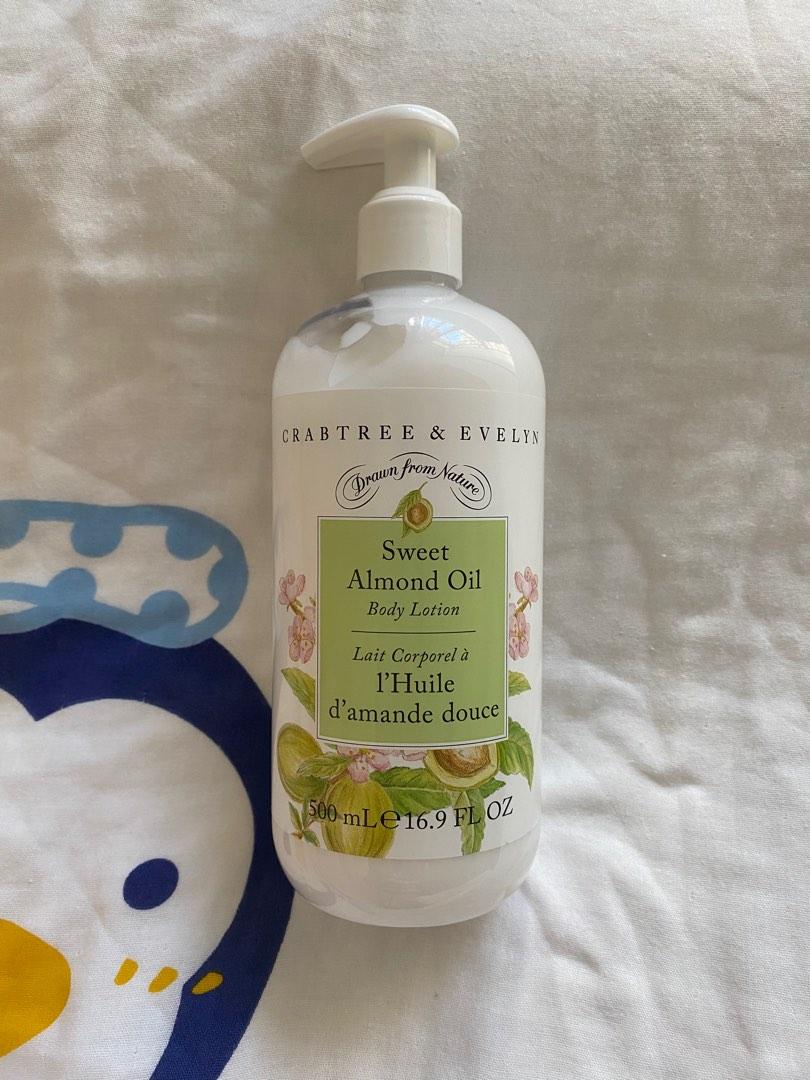 CRABTREE & EVELYN
Drawn from Nature
Sweet
Almond Oil
Body Lotion
Lait Corporel à
l'Huile
d'amande douce
500 mL℮16.9 FL OZ